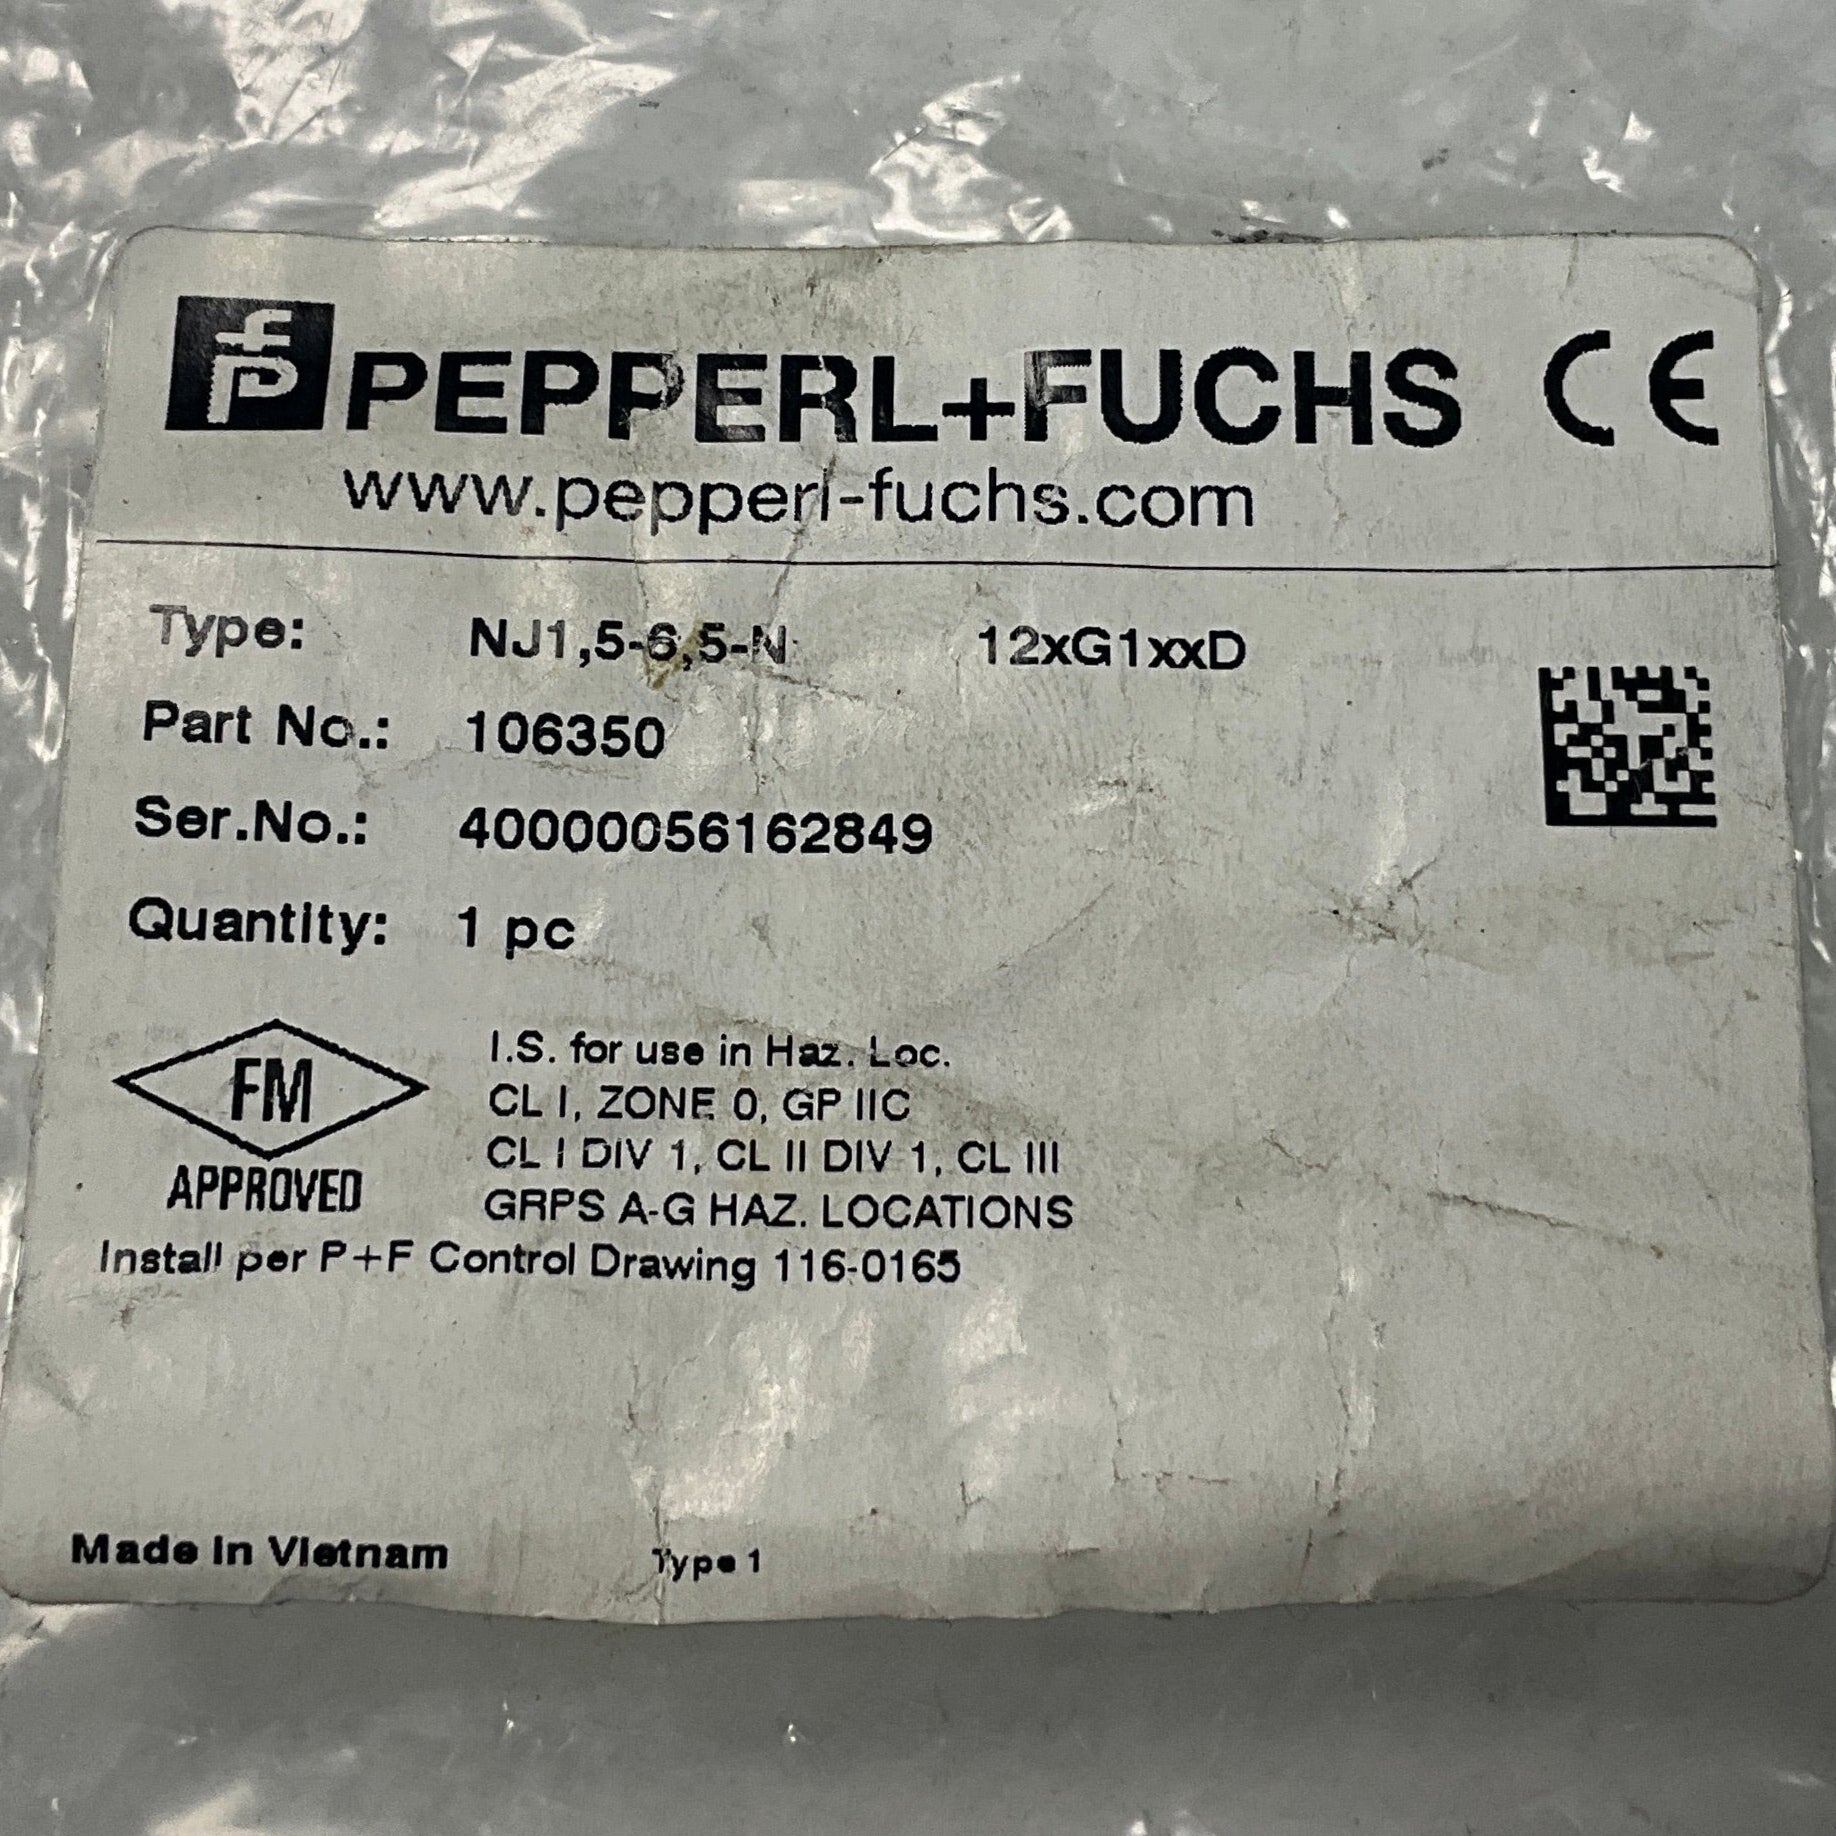 PEPPERL+FUCHS CE
www.pepperl-fuchs.com
Type: NJ1,5-6,5-N 12xG1xxD
Part No.: 106350
Ser.No.: 40000056162849
Quantity: 1 pc
FM
APPROVED
I.S. for use in Haz. Loc.
CL I, ZONE 0, GP IIC
CL I DIV 1, CL II DIV 1, CL III
GRPS A-G HAZ. LOCATIONS
Install per P+F Control Drawing 116-0165
Made in Vietnam Type 1